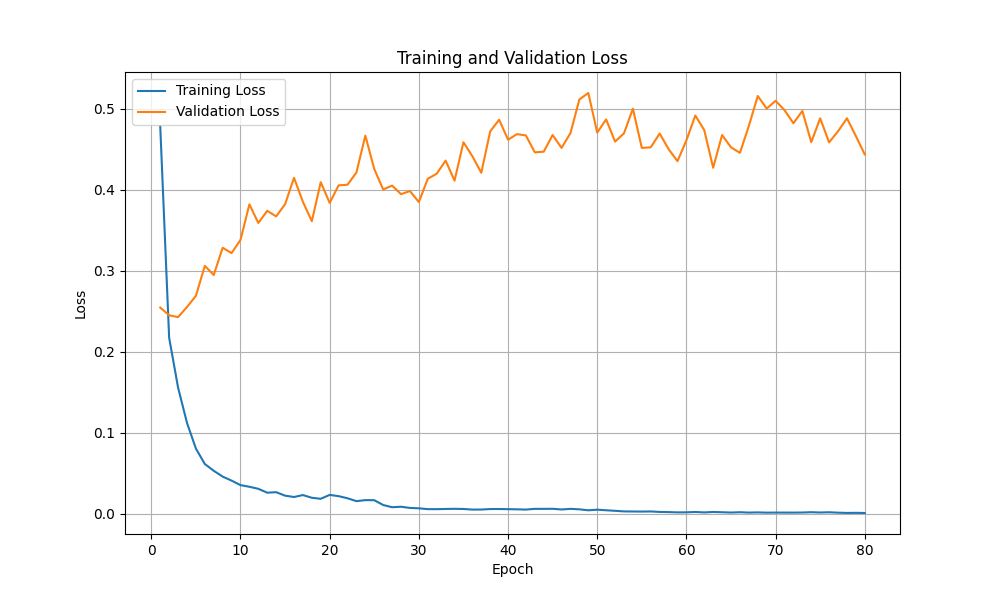 Training and Validation Loss
Training Loss
Validation Loss
0.5
0.4
0.3
0.2
0.1
0.0
Loss
0 10 20 30 40 50 60 70 80
Epoch